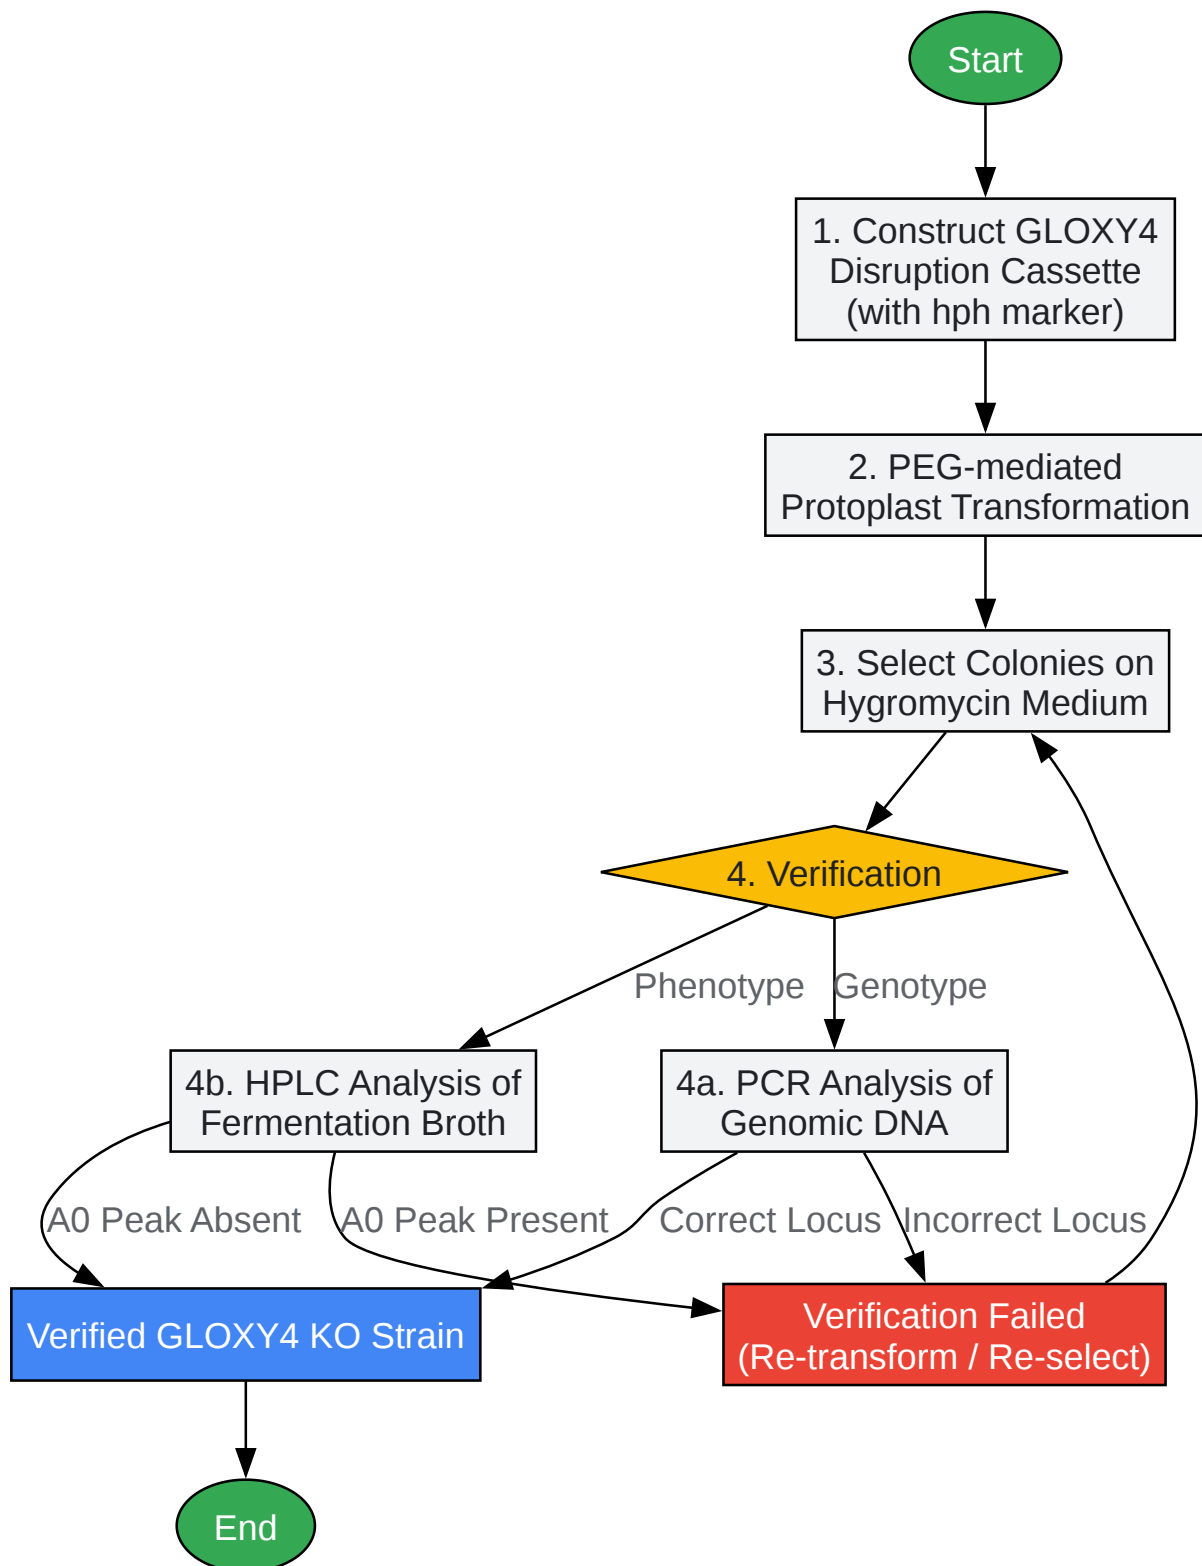 Start
1. Construct GLOXY4
Disruption Cassette
(with hph marker)
2. PEG-mediated
Protoplast Transformation
3. Select Colonies on
Hygromycin Medium
4. Verification
Phenotype
Genotype
4b. HPLC Analysis of
Fermentation Broth
4a. PCR Analysis of
Genomic DNA
A0 Peak Absent
A0 Peak Present
Correct Locus
Incorrect Locus
Verified GLOXY4 KO Strain
Verification Failed
(Re-transform / Re-select)
End